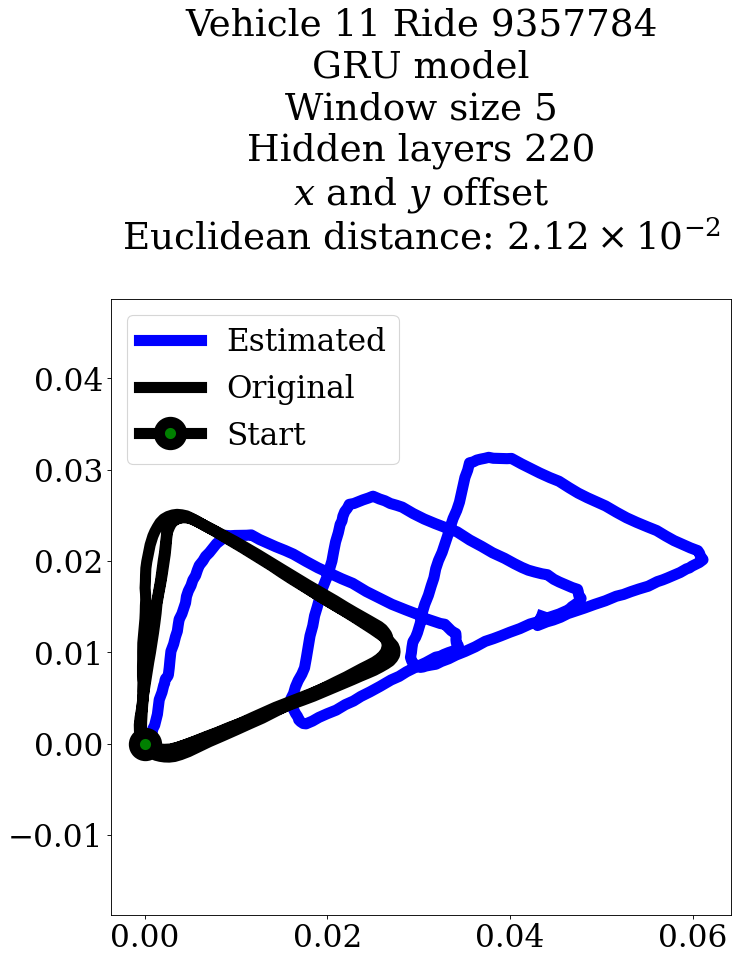 Vehicle 11 Ride 9357784
GRU model
Window size 5
Hidden layers 220
x and y offset
Euclidean distance: 2.12 × 10⁻²
Estimated
Original
Start
0.04
0.03
0.02
0.01
0.00
−0.01
0.00 0.02 0.04 0.06